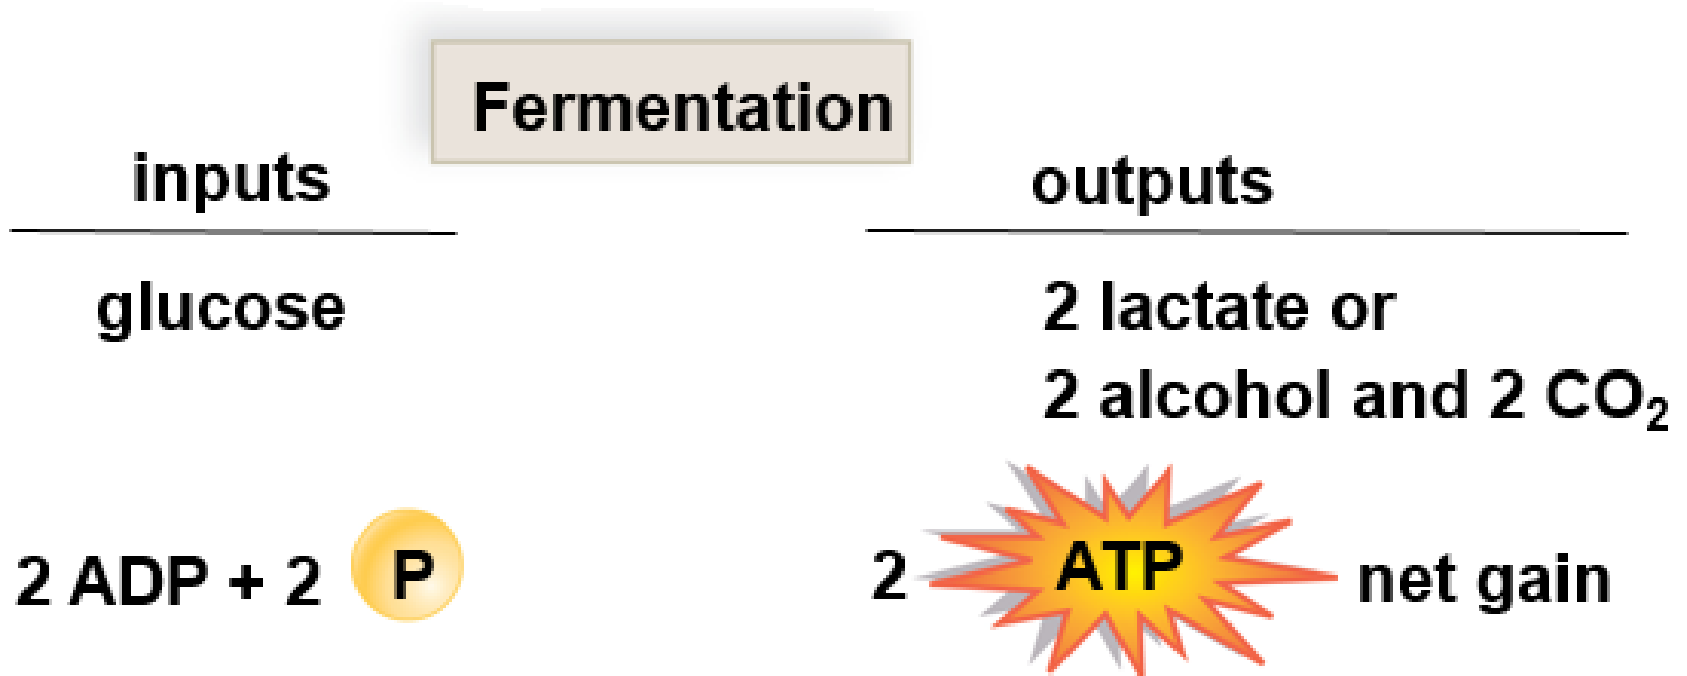 Fermentation
inputs
outputs
glucose
2 lactate or
2 alcohol and 2 CO₂
2 ADP + 2 P
2 ATP net gain